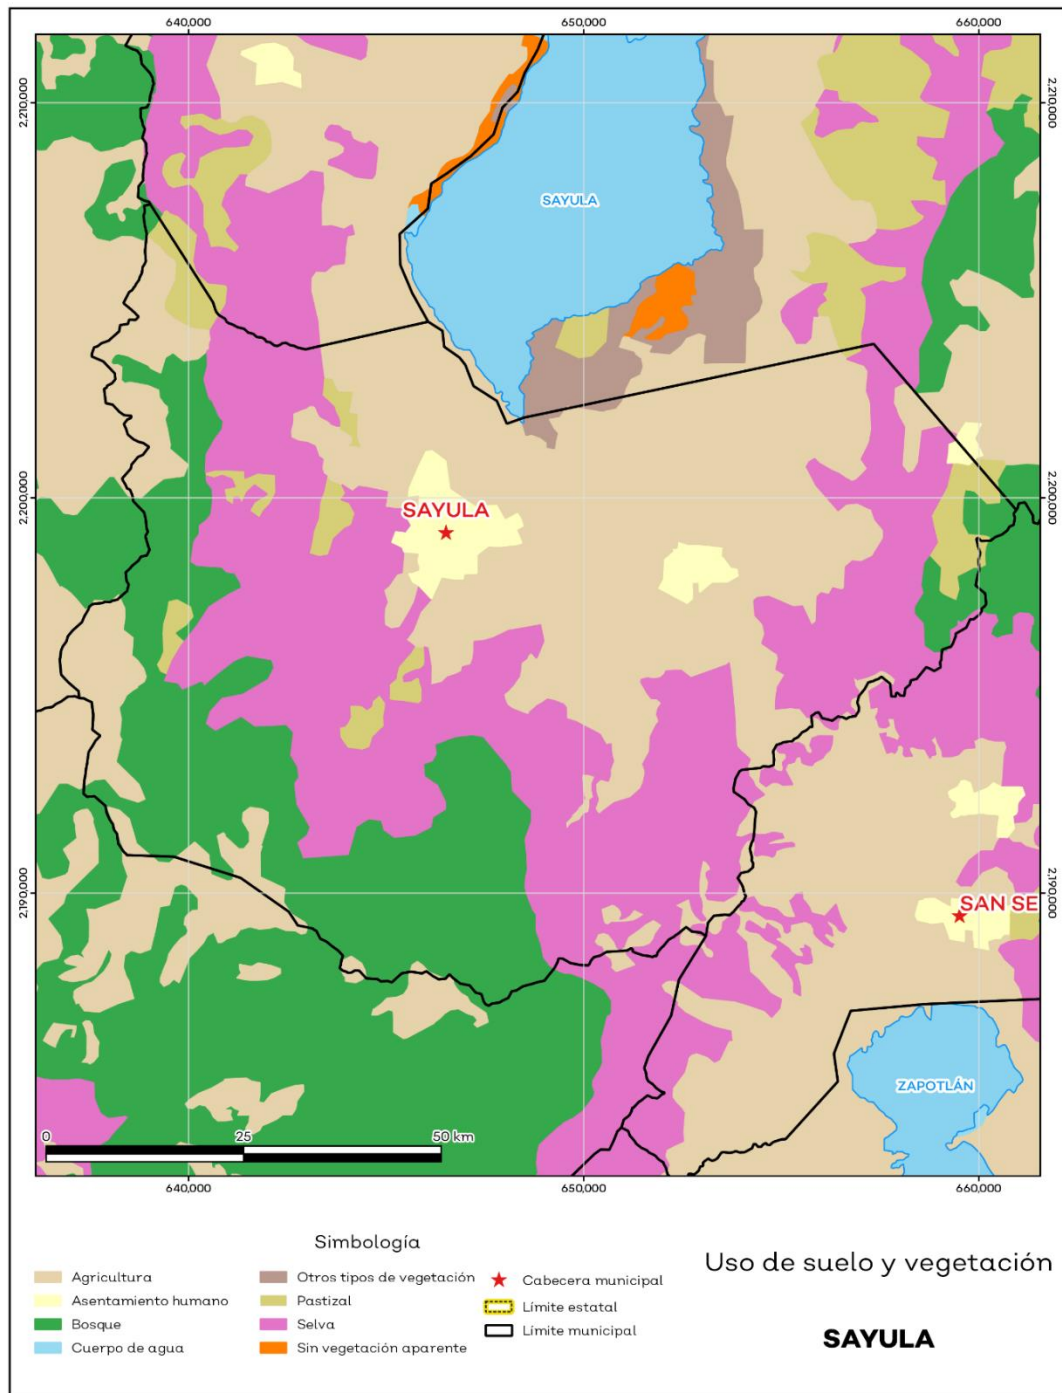 640,000 650,000 660,000
2,210,000 2,210,000
SAYULA
2,200,000 2,200,000
SAYULA
2,190,000 2,190,000
SAN SE
ZAPOTLÁN
0 25 50 km
640,000 650,000 660,000
Simbología
Agricultura
Asentamiento humano
Bosque
Cuerpo de agua
Otros tipos de vegetación
Pastizal
Selva
Sin vegetación aparente
Cabecera municipal
Límite estatal
Límite municipal
Uso de suelo y vegetación
SAYULA